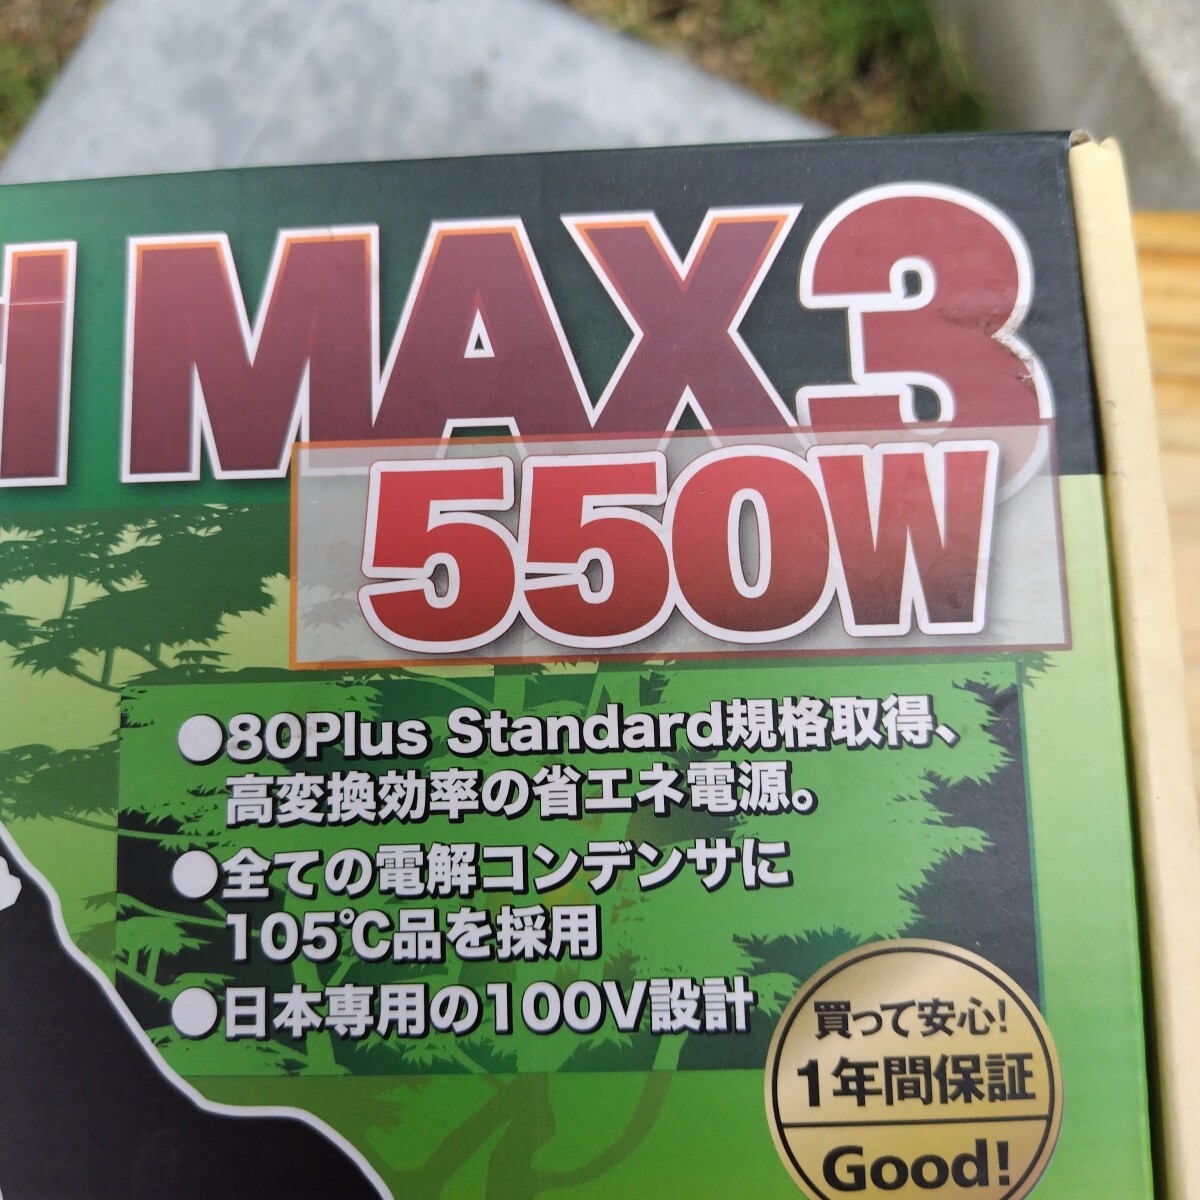 i MAX3
550W
●80Plus Standard規格取得、
高変換効率の省エネ電源。
●全ての電解コンデンサに
105℃品を採用
●日本専用の100V設計
買って安心!
1年間保証
Good!